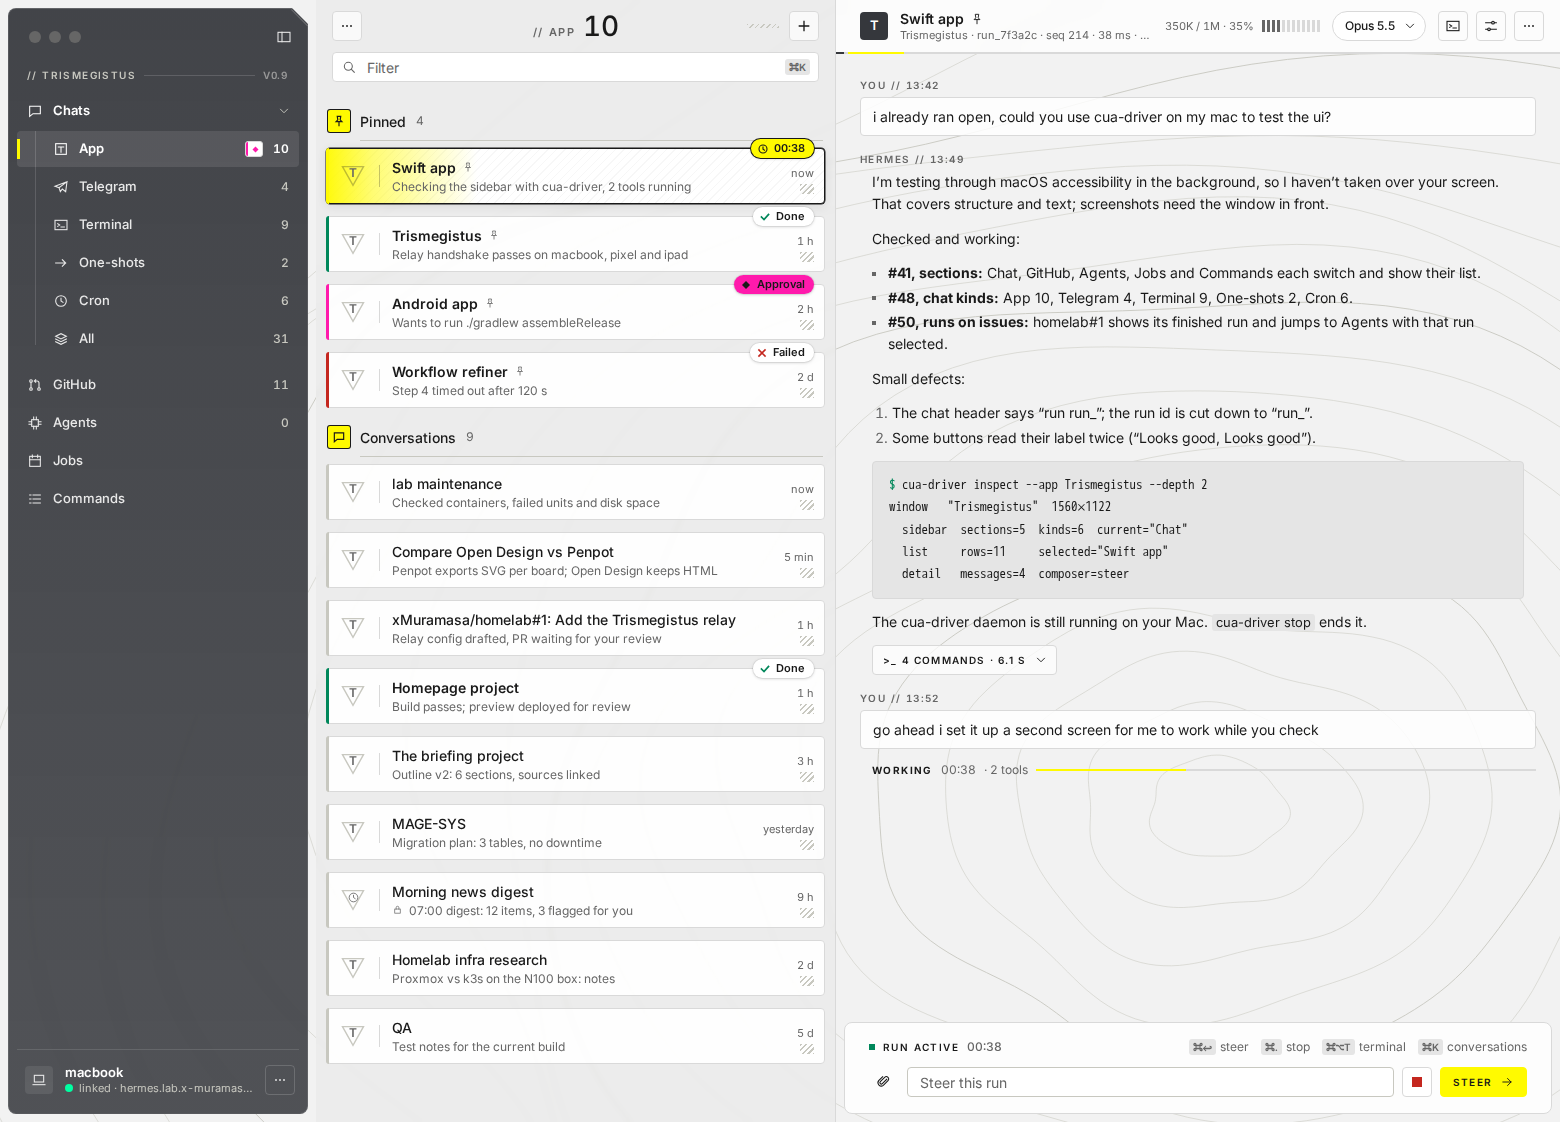 // TRISMEGISTUS V0.9
Chats
App 10
Telegram 4
Terminal 9
One-shots 2
Cron 6
All 31
GitHub 11
Agents 0
Jobs
Commands
macbook
linked · hermes.lab.x-muramas...
// APP 10
Filter ⌘K
Pinned 4
00:38
T Swift app now
Checking the sidebar with cua-driver, 2 tools running
Done
T Trismegistus 1 h
Relay handshake passes on macbook, pixel and ipad
Approval
T Android app 2 h
Wants to run ./gradlew assembleRelease
Failed
T Workflow refiner 2 d
Step 4 timed out after 120 s
Conversations 9
T lab maintenance now
Checked containers, failed units and disk space
T Compare Open Design vs Penpot 5 min
Penpot exports SVG per board; Open Design keeps HTML
T xMuramasa/homelab#1: Add the Trismegistus relay 1 h
Relay config drafted, PR waiting for your review
Done
T Homepage project 1 h
Build passes; preview deployed for review
T The briefing project 3 h
Outline v2: 6 sections, sources linked
T MAGE-SYS yesterday
Migration plan: 3 tables, no downtime
Morning news digest 9 h
07:00 digest: 12 items, 3 flagged for you
T Homelab infra research 2 d
Proxmox vs k3s on the N100 box: notes
T QA 5 d
Test notes for the current build
T Swift app
Trismegistus · run_7f3a2c · seq 214 · 38 ms · ...
350K / 1M · 35%
Opus 5.5
YOU // 13:42
i already ran open, could you use cua-driver on my mac to test the ui?
HERMES // 13:49
I’m testing through macOS accessibility in the background, so I haven’t taken over your screen.
That covers structure and text; screenshots need the window in front.
Checked and working:
#41, sections: Chat, GitHub, Agents, Jobs and Commands each switch and show their list.
#48, chat kinds: App 10, Telegram 4, Terminal 9, One-shots 2, Cron 6.
#50, runs on issues: homelab#1 shows its finished run and jumps to Agents with that run
selected.
Small defects:
1. The chat header says “run run_”; the run id is cut down to “run_”.
2. Some buttons read their label twice (“Looks good, Looks good”).
$ cua-driver inspect --app Trismegistus --depth 2
window "Trismegistus" 1560×1122
sidebar sections=5 kinds=6 current="Chat"
list rows=11 selected="Swift app"
detail messages=4 composer=steer
The cua-driver daemon is still running on your Mac. cua-driver stop ends it.
>_ 4 COMMANDS · 6.1 S
YOU // 13:52
go ahead i set it up a second screen for me to work while you check
WORKING 00:38 · 2 tools
RUN ACTIVE 00:38
⌘↩ steer ⌘. stop ⌘⌥T terminal ⌘K conversations
Steer this run
STEER →